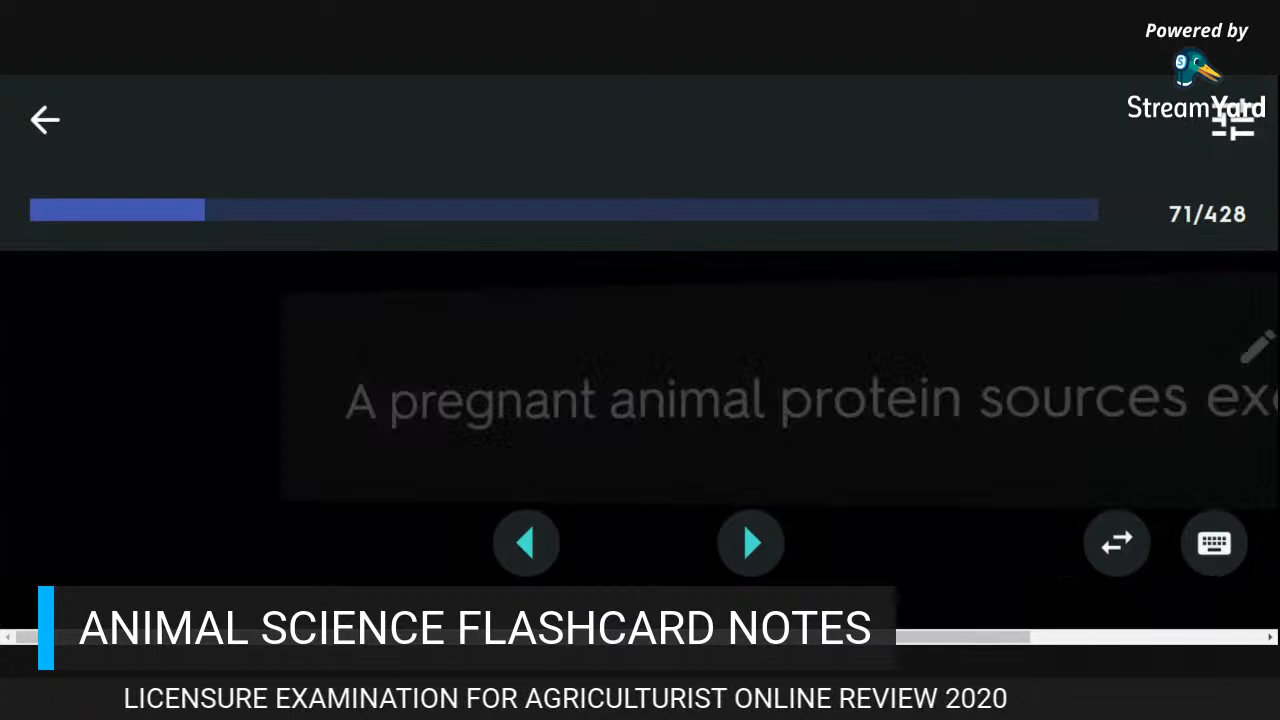 Powered by
StreamYard
71/428
A pregnant animal protein sources
ANIMAL SCIENCE FLASHCARD NOTES
LICENSURE EXAMINATION FOR AGRICULTURIST ONLINE REVIEW 2020